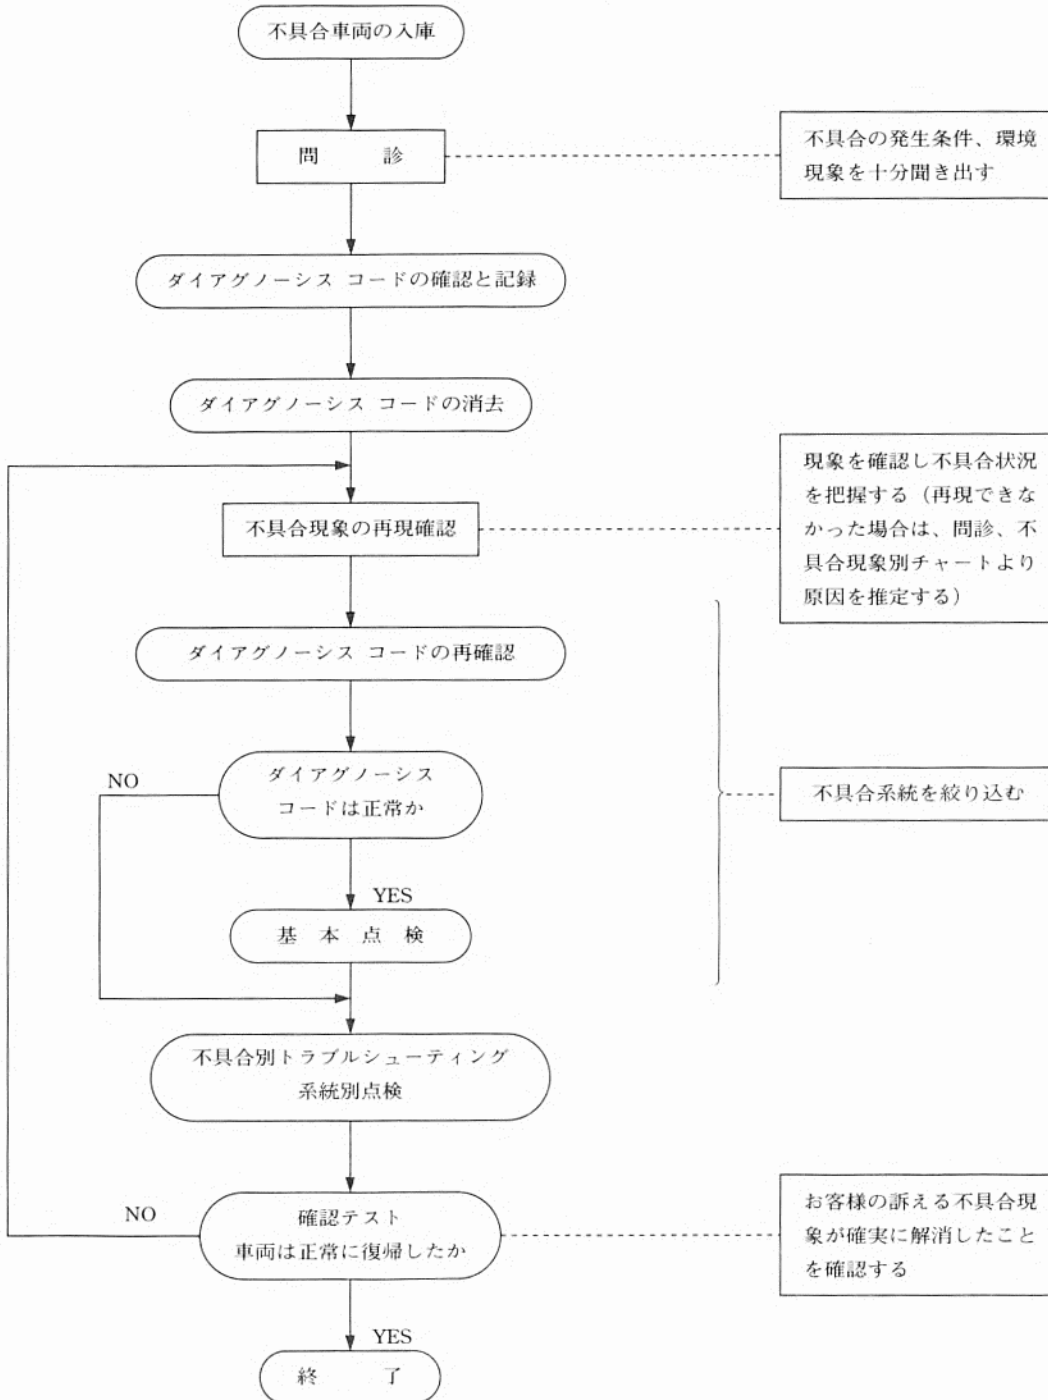 不具合車両の入庫
問　　診
不具合の発生条件、環境
現象を十分聞き出す
ダイアグノーシス コードの確認と記録
ダイアグノーシス コードの消去
不具合現象の再現確認
現象を確認し不具合状況
を把握する（再現できな
かった場合は、問診、不
具合現象別チャートより
原因を推定する）
ダイアグノーシス コードの再確認
ダイアグノーシス
コードは正常か
NO
YES
不具合系統を絞り込む
基　本　点　検
不具合別トラブルシューティング
系統別点検
確認テスト
車両は正常に復帰したか
NO
YES
お客様の訴える不具合現
象が確実に解消したこと
を確認する
終　　了